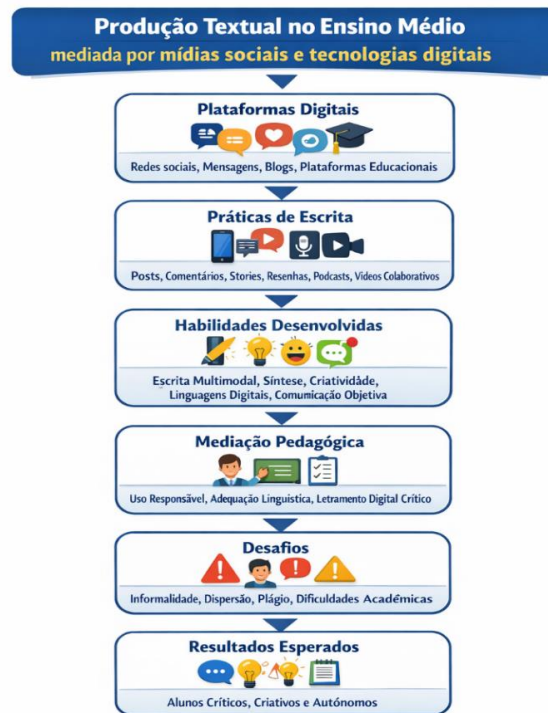 Produção Textual no Ensino Médio
mediada por mídias sociais e tecnologias digitais
Plataformas Digitais
Redes sociais, Mensagens, Blogs, Plataformas Educacionais
Práticas de Escrita
Posts, Comentários, Stories, Resenhas, Podcasts, Vídeos Colaborativos
Habilidades Desenvolvidas
Escrita Multimodal, Síntese, Criatividade,
Linguagens Digitais, Comunicação Objetiva
Mediação Pedagógica
Uso Responsável, Adequação Linguística, Letramento Digital Crítico
Desafios
Informalidade, Dispersão, Plágio, Dificuldades Académicas
Resultados Esperados
Alunos Críticos, Criativos e Autónomos